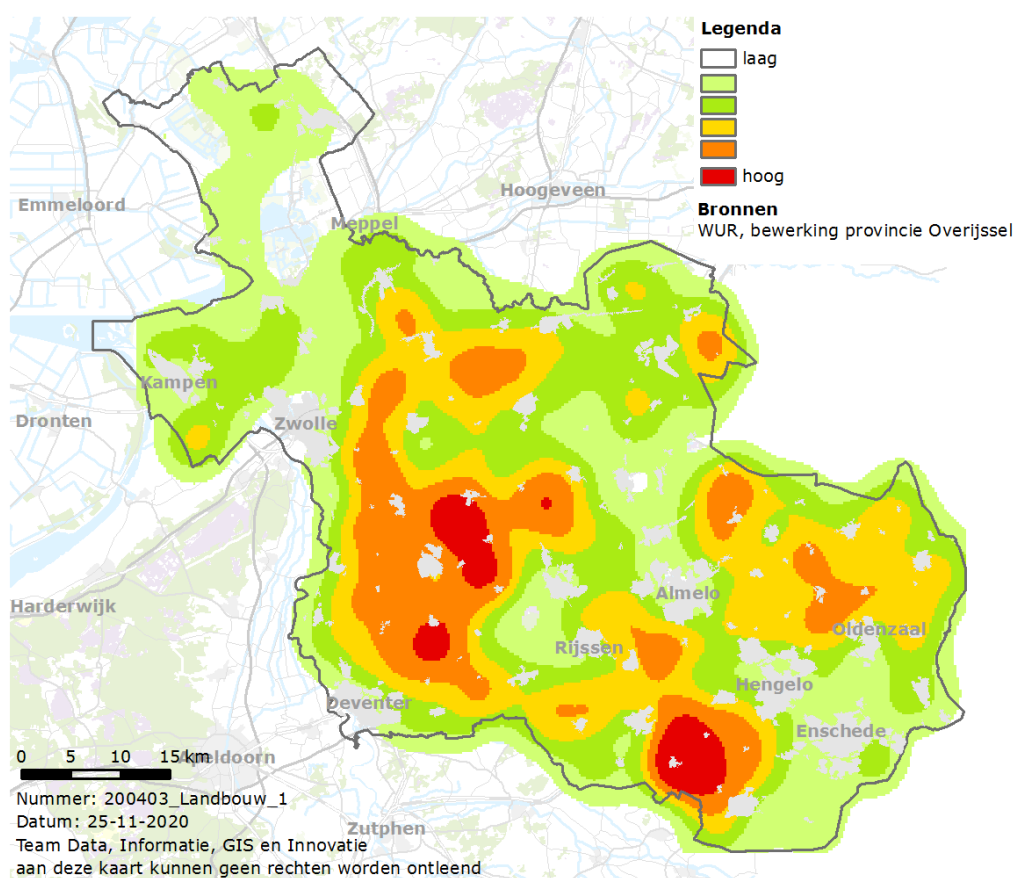 Legenda
laag
hoog
Bronnen
WUR, bewerking provincie Overijssel
Hoogeveen
Emmeloord
Meppel
Kampen
Dronten
Zwolle
Harderwijk
Almelo
Oldenzaal
Rijssen
Hengelo
Deventer
Enschede
0 5 10 15 km
eldoorn
Nummer: 200403_Landbouw_1
Datum: 25-11-2020
Zutphen
Team Data, Informatie, GIS en Innovatie
aan deze kaart kunnen geen rechten worden ontleend